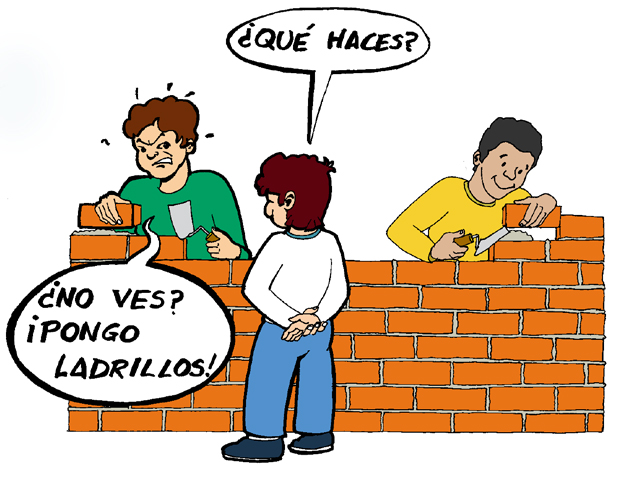 ¿QUÉ HACES?
¿NO VES?
¡PONGO
LADRILLOS!